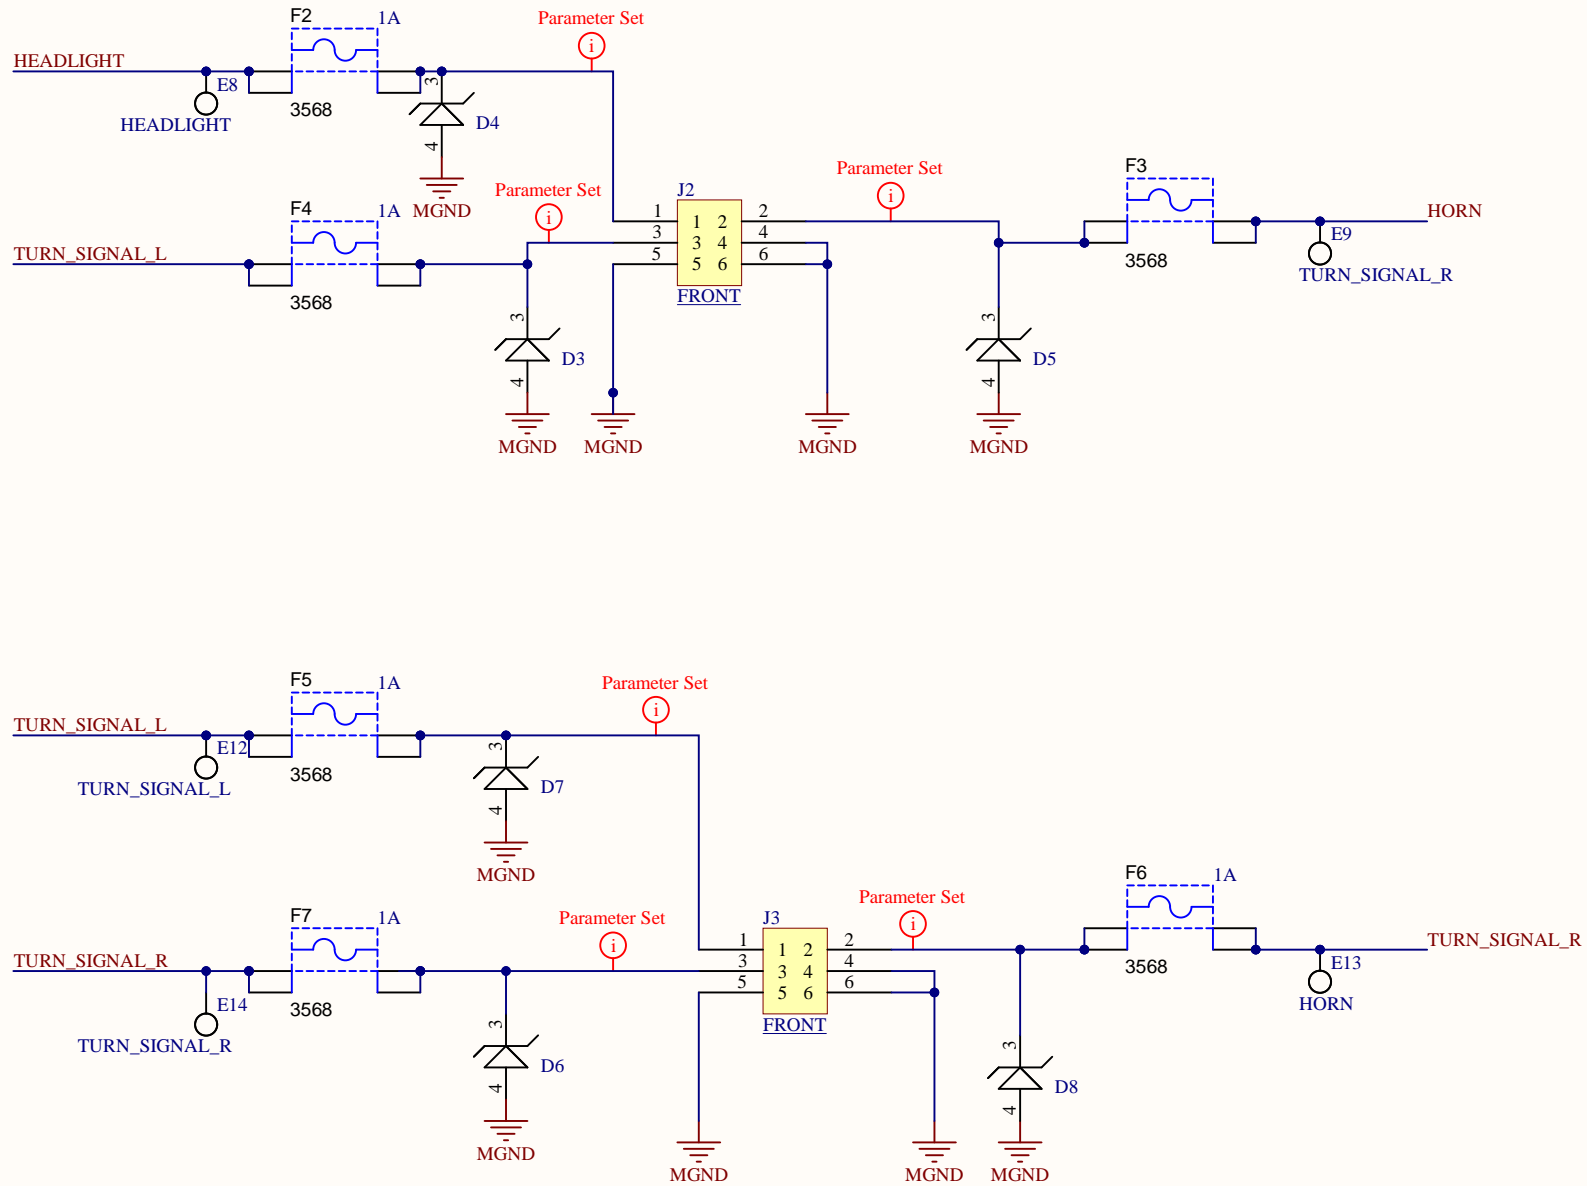 F2
1A
Parameter Set
HEADLIGHT
E8
3
3568
HEADLIGHT
D4
4
MGND
F4
1A
Parameter Set
TURN_SIGNAL_L
3568
3
D3
4
MGND
J2
1 1 2 2
3 3 4 4
5 5 6 6
FRONT
MGND
MGND
Parameter Set
F3
HORN
E9
3568
TURN_SIGNAL_R
3
D5
4
MGND
F5
1A
Parameter Set
TURN_SIGNAL_L
E12
3
3568
TURN_SIGNAL_L
D7
4
MGND
F7
1A
Parameter Set
TURN_SIGNAL_R
E14
3568
TURN_SIGNAL_R
3
D6
4
MGND
J3
1 1 2 2
3 3 4 4
5 5 6 6
FRONT
MGND
MGND
Parameter Set
F6
1A
TURN_SIGNAL_R
E13
3568
HORN
3
D8
4
MGND
i
i
i
i
i
i